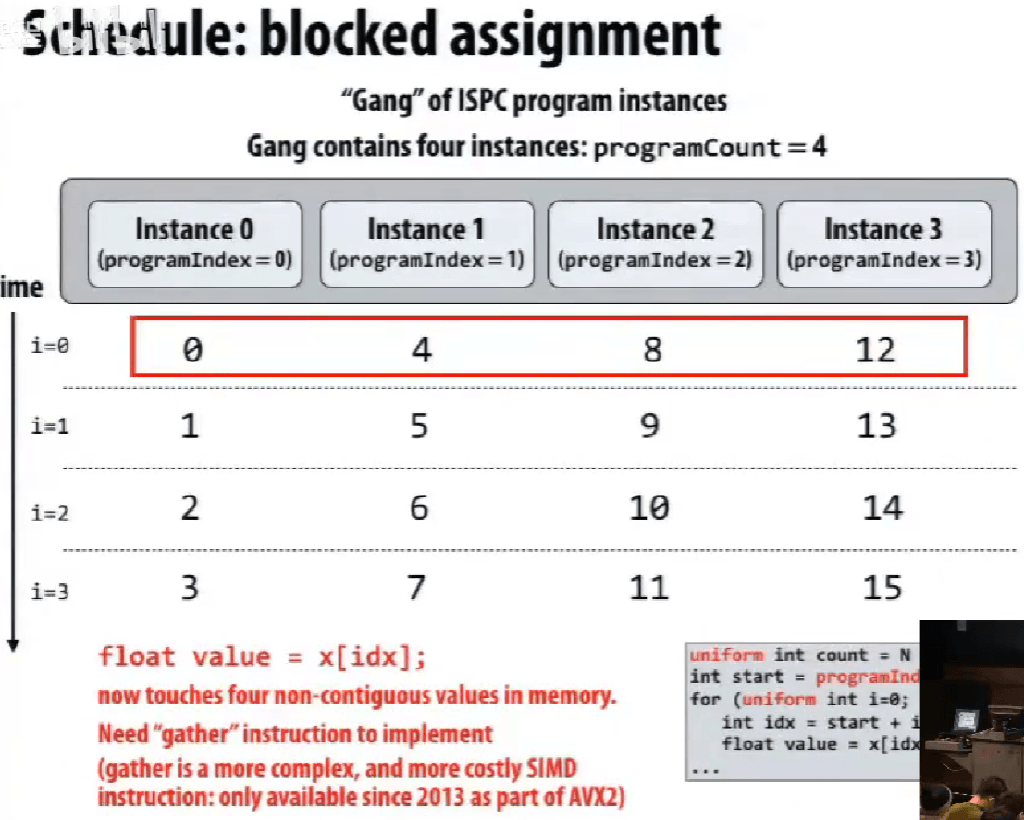 Schedule: blocked assignment
“Gang” of ISPC program instances
Gang contains four instances: programCount = 4
Instance 0 Instance 1 Instance 2 Instance 3
(programIndex = 0) (programIndex = 1) (programIndex = 2) (programIndex = 3)
ime
i=0 0 4 8 12
i=1 1 5 9 13
i=2 2 6 10 14
i=3 3 7 11 15
float value = x[idx];
now touches four non-contiguous values in memory.
Need “gather” instruction to implement
(gather is a more complex, and more costly SIMD
instruction: only available since 2013 as part of AVX2)
uniform int count = N
int start = programInd
for (uniform int i=0;
int idx = start + i
float value = x[idx
...